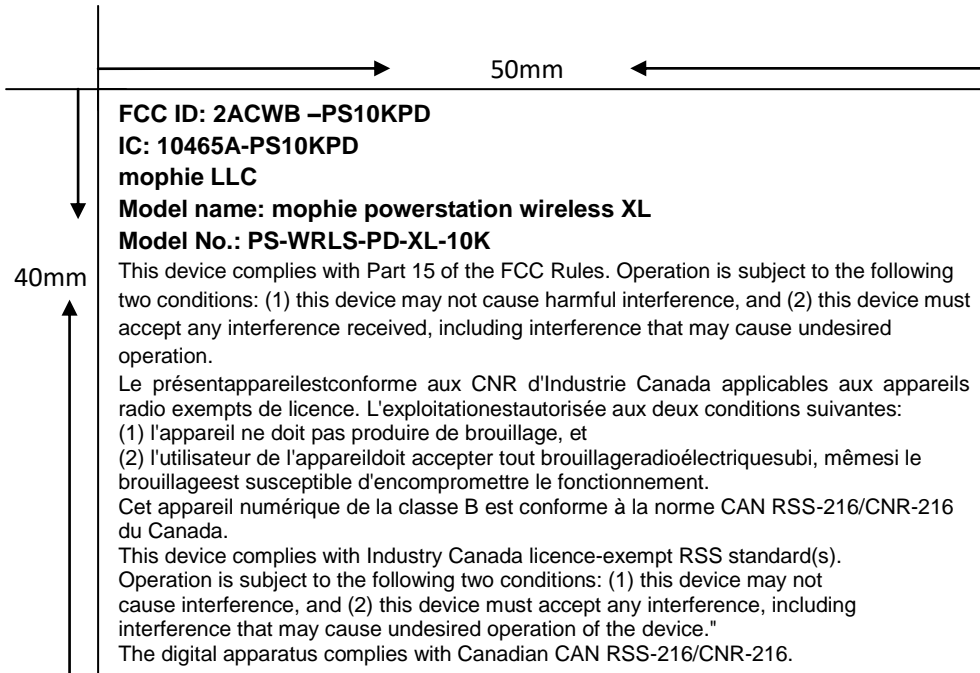 50mm
FCC ID: 2ACWB –PS10KPD
IC: 10465A-PS10KPD
mophie LLC
Model name: mophie powerstation wireless XL
Model No.: PS-WRLS-PD-XL-10K
40mm
This device complies with Part 15 of the FCC Rules. Operation is subject to the following
two conditions: (1) this device may not cause harmful interference, and (2) this device must
accept any interference received, including interference that may cause undesired
operation.
Le présentappareilestconforme aux CNR d'Industrie Canada applicables aux appareils
radio exempts de licence. L'exploitationestautorisée aux deux conditions suivantes:
(1) l'appareil ne doit pas produire de brouillage, et
(2) l'utilisateur de l'appareildoit accepter tout brouillageradioélectriquesubi, mêmesi le
brouillageest susceptible d'encompromettre le fonctionnement.
Cet appareil numérique de la classe B est conforme à la norme CAN RSS-216/CNR-216
du Canada.
This device complies with Industry Canada licence-exempt RSS standard(s).
Operation is subject to the following two conditions: (1) this device may not
cause interference, and (2) this device must accept any interference, including
interference that may cause undesired operation of the device."
The digital apparatus complies with Canadian CAN RSS-216/CNR-216.